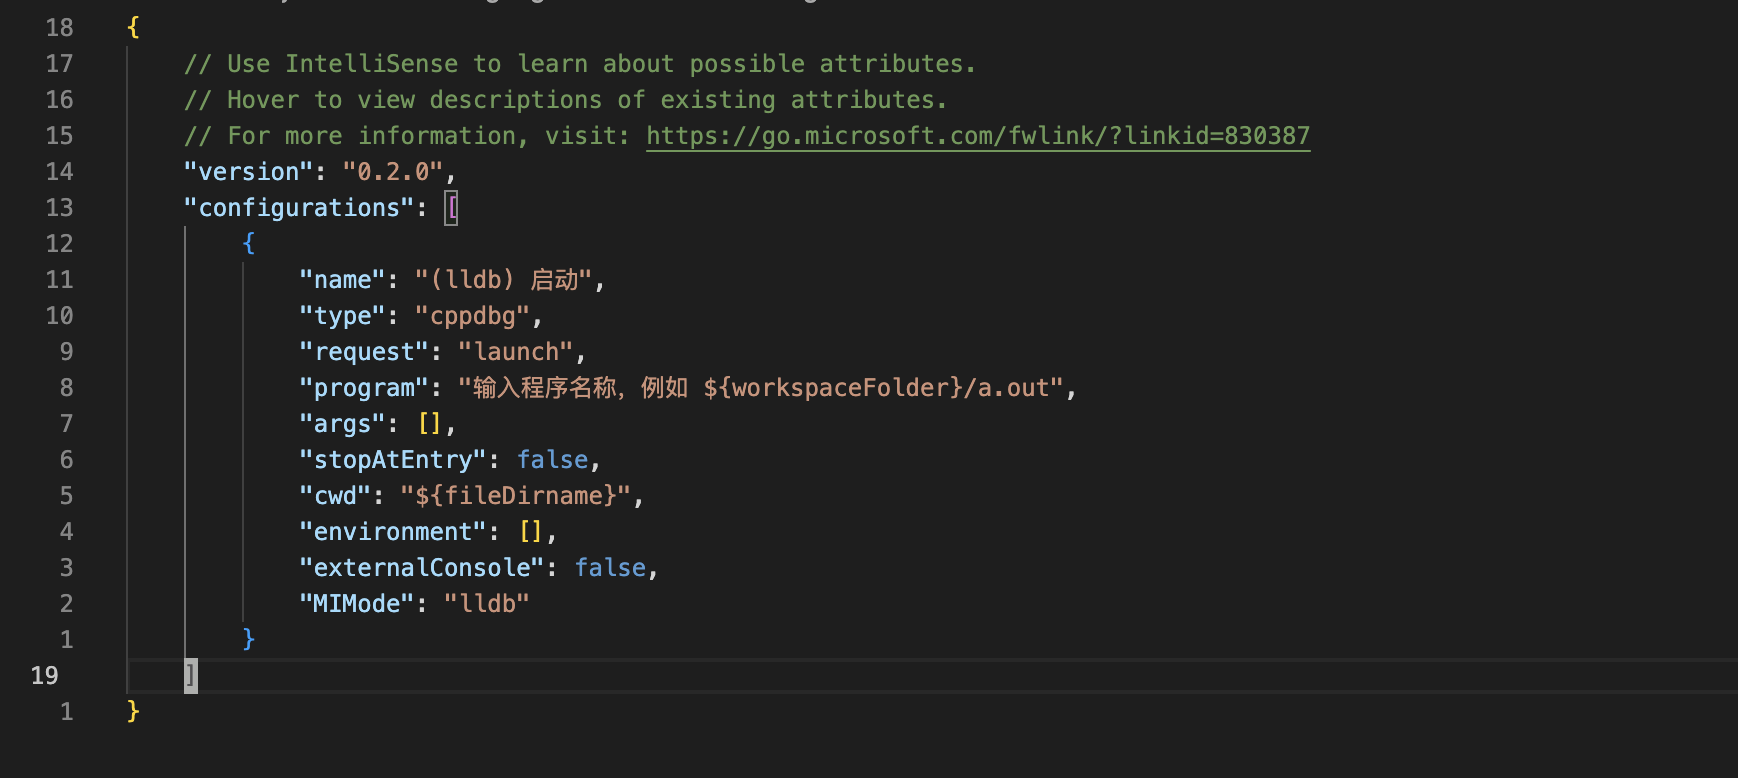 18 {
17 // Use IntelliSense to learn about possible attributes.
16 // Hover to view descriptions of existing attributes.
15 // For more information, visit: https://go.microsoft.com/fwlink/?linkid=830387
14 "version": "0.2.0",
13 "configurations": [
12 {
11 "name": "(lldb) 启动",
10 "type": "cppdbg",
9 "request": "launch",
8 "program": "输入程序名称，例如 ${workspaceFolder}/a.out",
7 "args": [],
6 "stopAtEntry": false,
5 "cwd": "${fileDirname}",
4 "environment": [],
3 "externalConsole": false,
2 "MIMode": "lldb"
1 }
19 ]
1 }